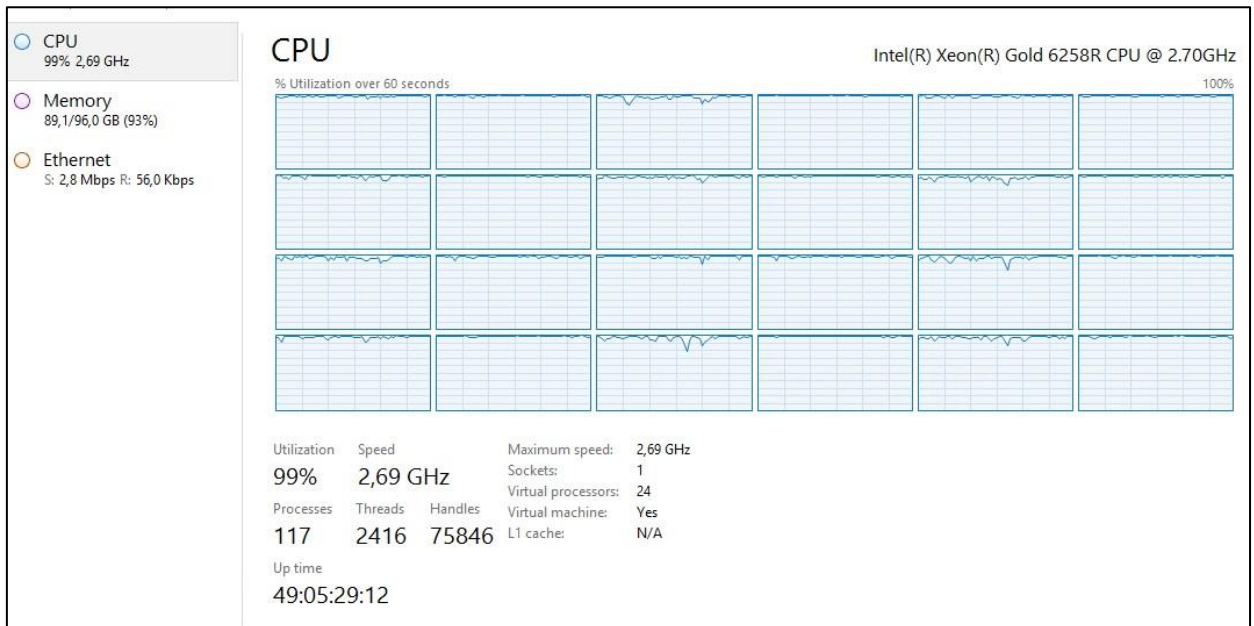 CPU
99% 2,69 GHz
Memory
89,1/96,0 GB (93%)
Ethernet
S: 2,8 Mbps R: 56,0 Kbps
CPU
Intel(R) Xeon(R) Gold 6258R CPU @ 2.70GHz
% Utilization over 60 seconds
100%
Utilization Speed
99% 2,69 GHz
Processes Threads Handles
117 2416 75846
Up time
49:05:29:12
Maximum speed: 2,69 GHz
Sockets: 1
Virtual processors: 24
Virtual machine: Yes
L1 cache: N/A